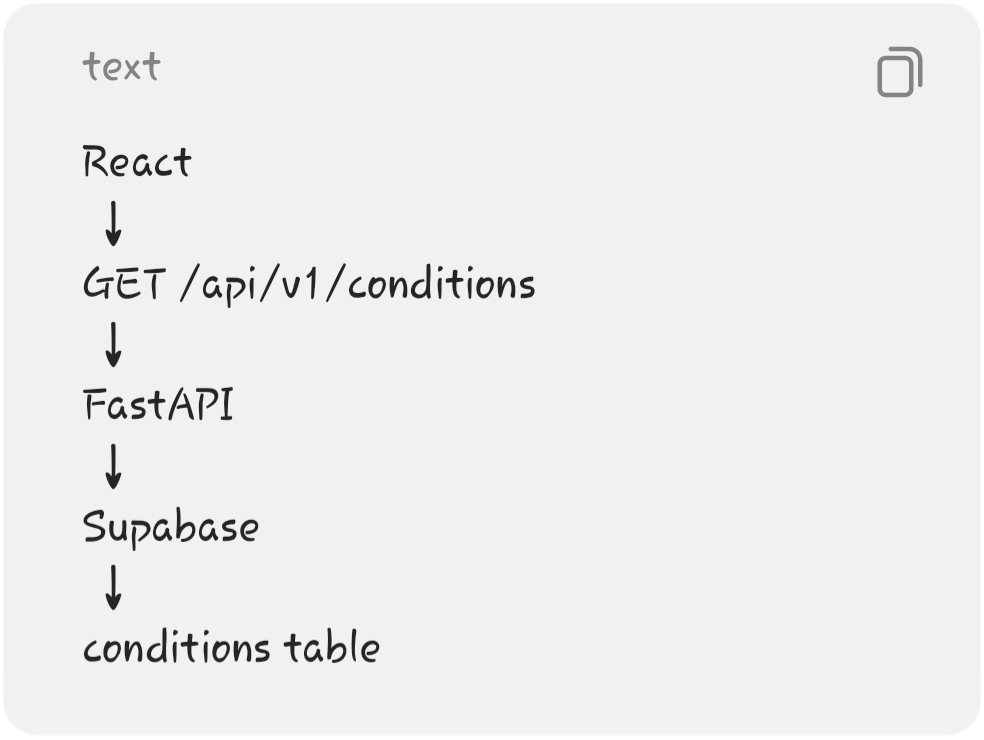 text
React
↓
GET /api/v1/conditions
↓
FastAPI
↓
Supabase
↓
conditions table